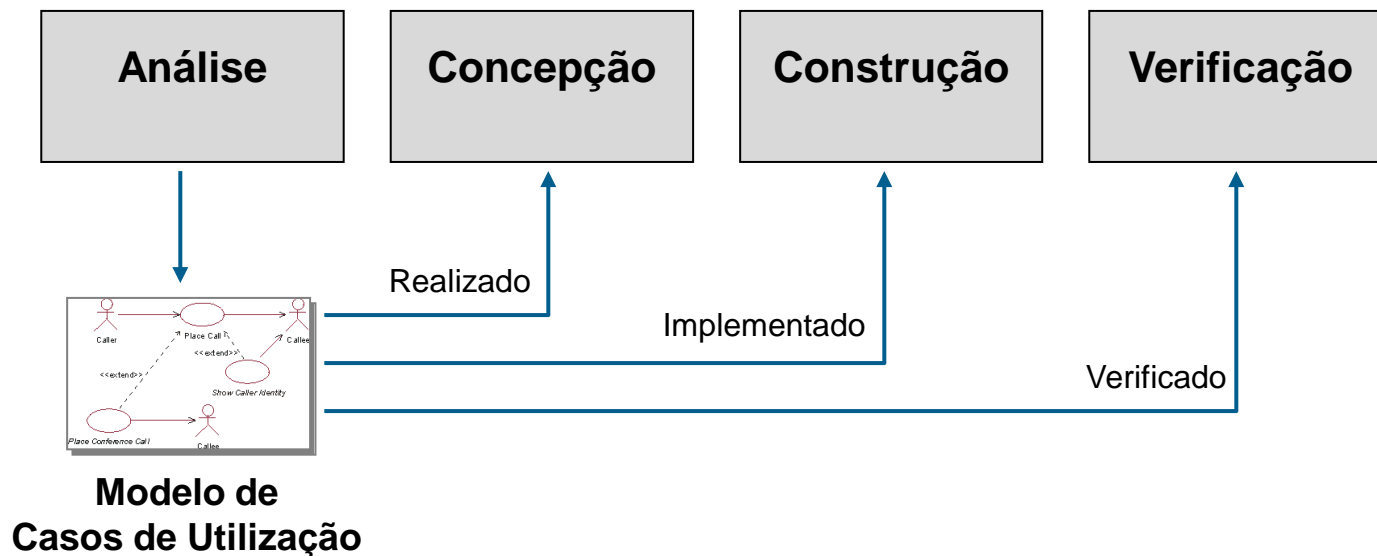 Análise
Concepção
Construção
Verificação
Realizado
Implementado
Verificado
Caller
Place Call
Callee
<<extend>>
<<extend>>
Show Caller Identity
Place Conference Call
Callee
Modelo de
Casos de Utilização